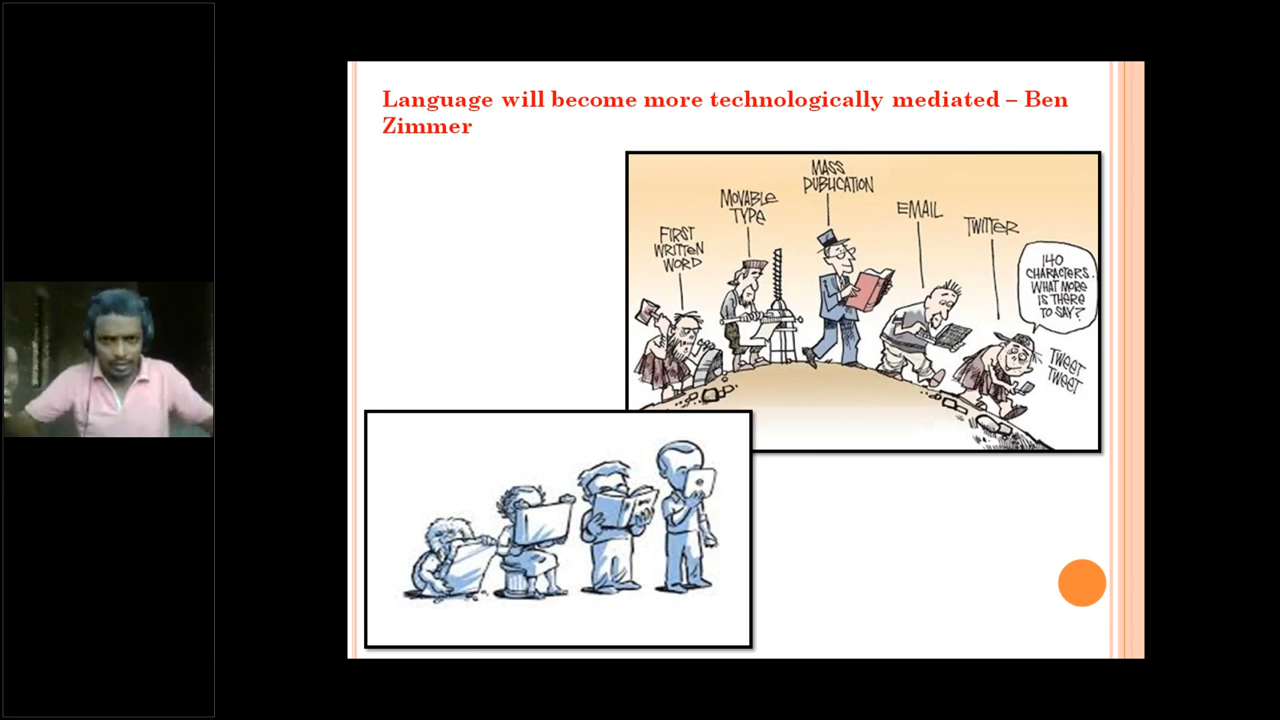 Language will become more technologically mediated – Ben
Zimmer
FIRST
WRITTEN
WORD
MOVABLE
TYPE
MASS
PUBLICATION
EMAIL
TWITTER
140
CHARACTERS.
WHAT MORE
IS THERE
TO SAY?
TWEET
TWEET